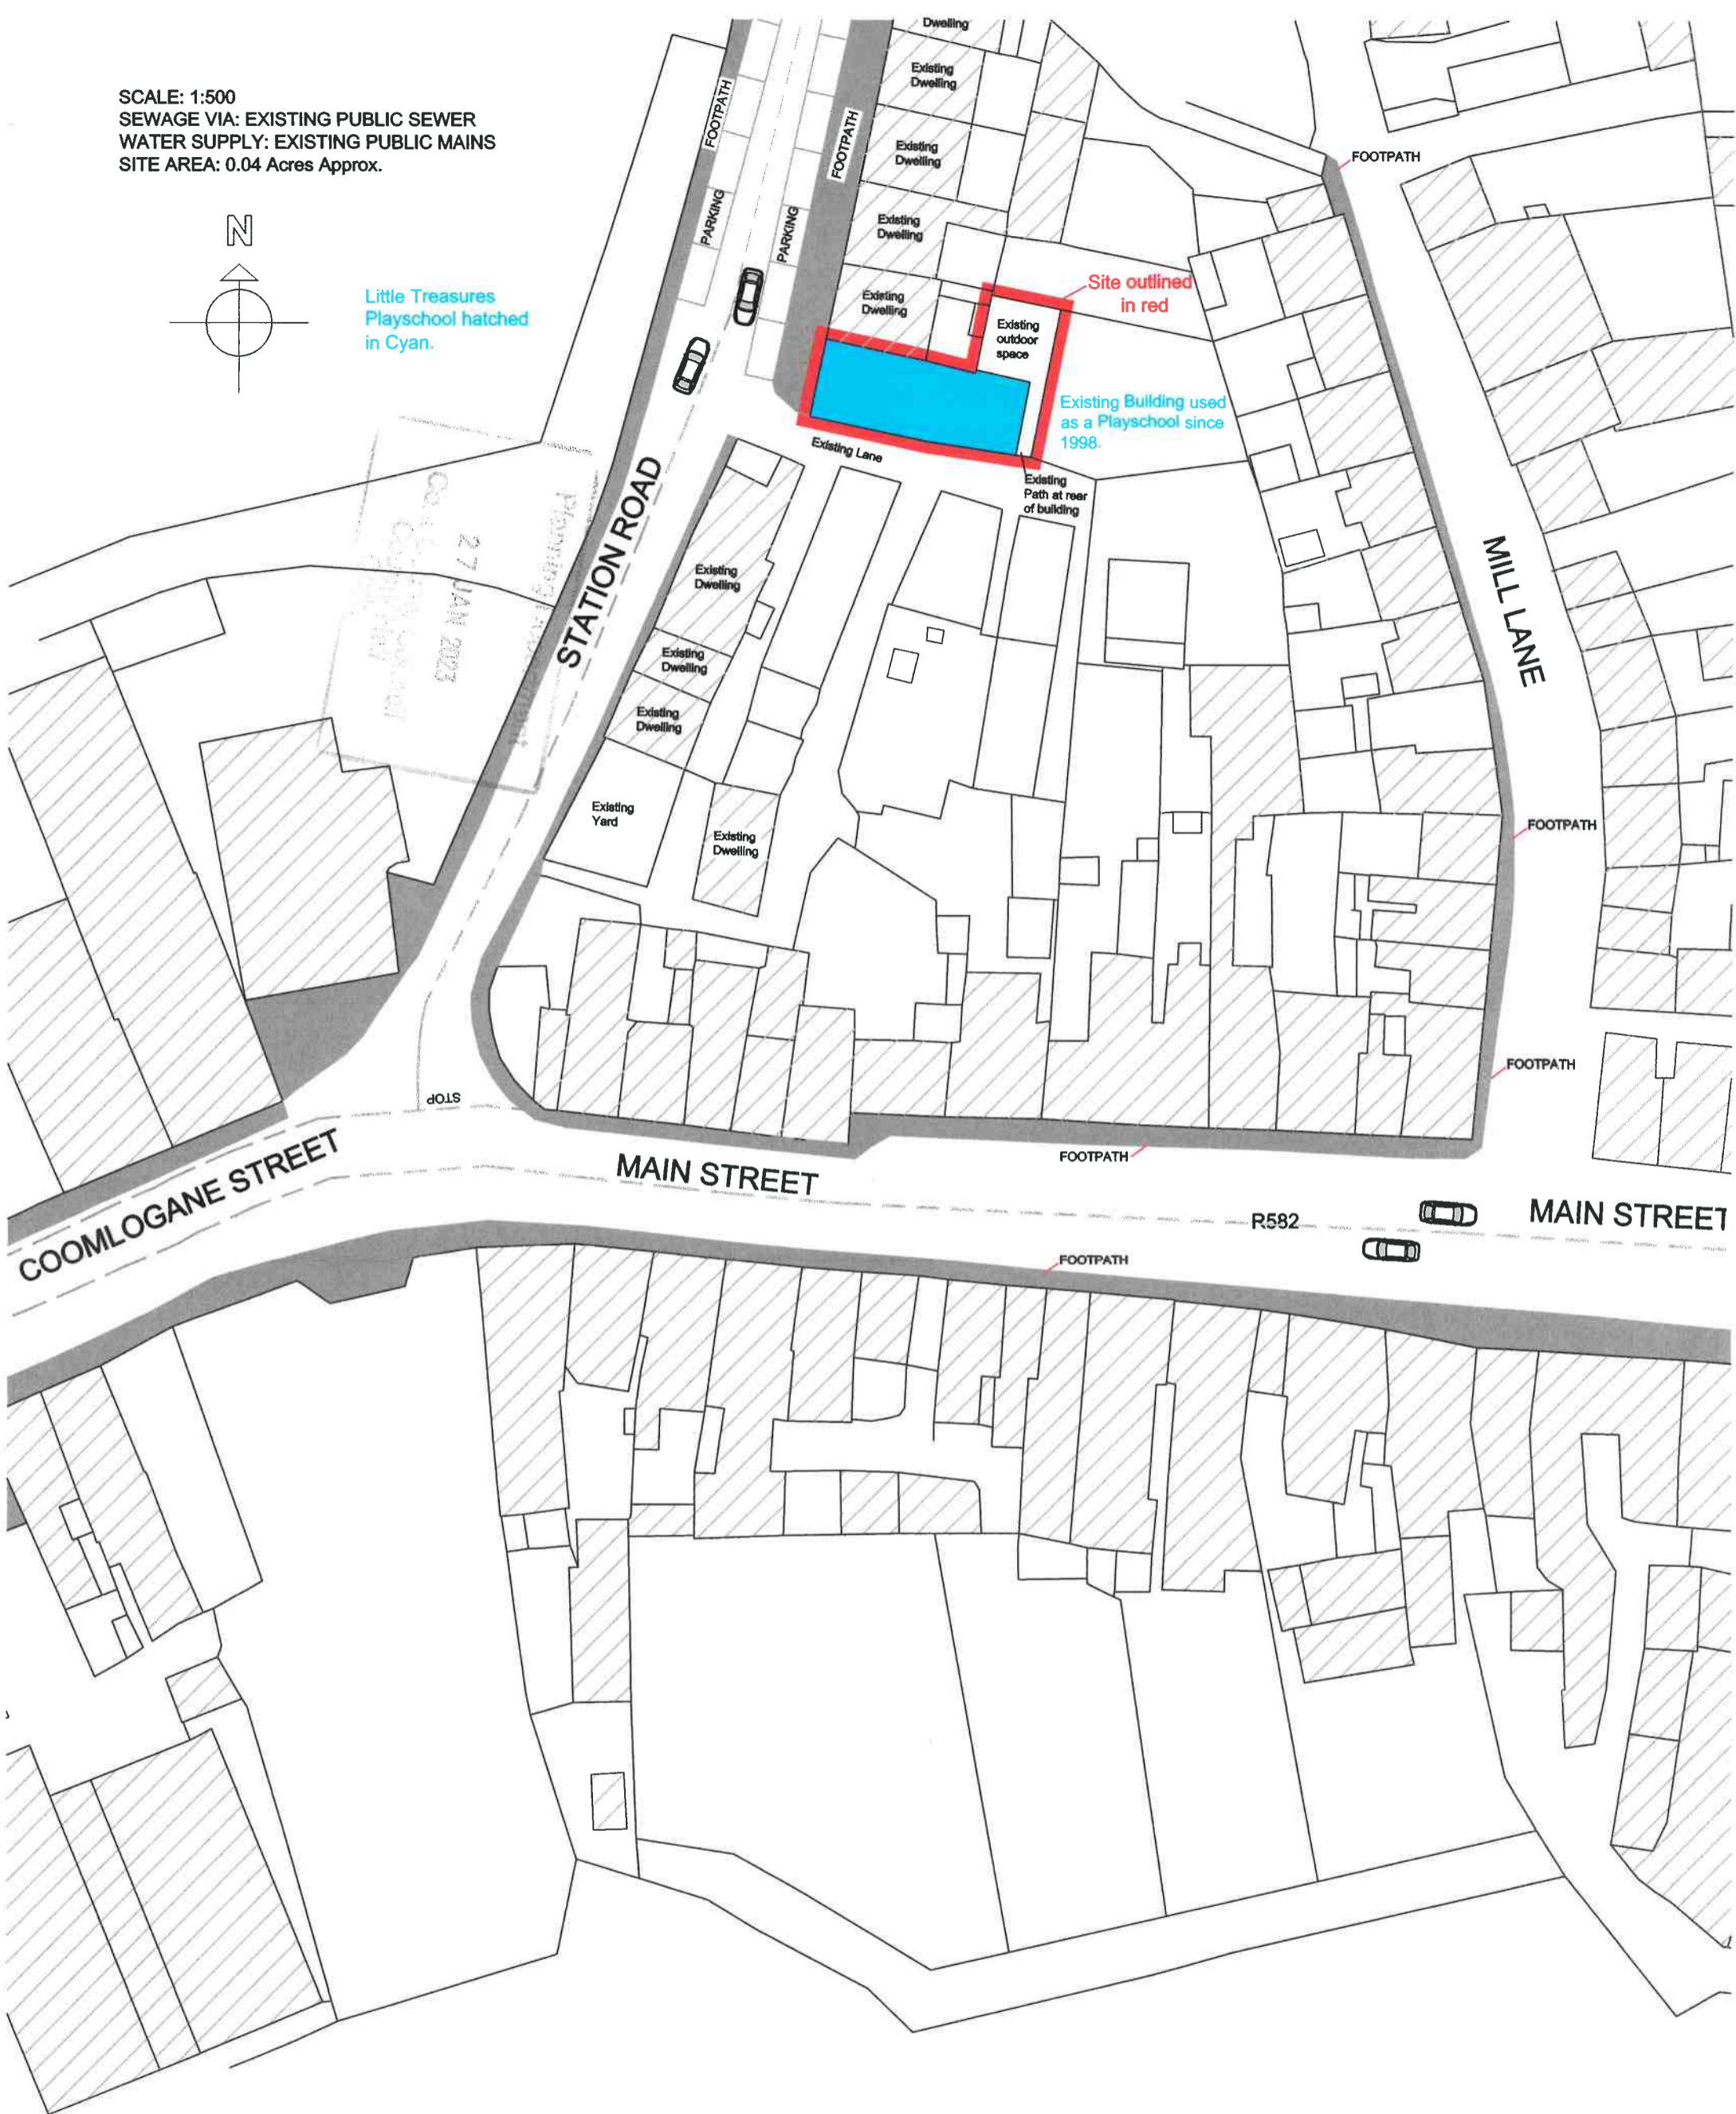 SCALE: 1:500
SEWAGE VIA: EXISTING PUBLIC SEWER
WATER SUPPLY: EXISTING PUBLIC MAINS
SITE AREA: 0.04 Acres Approx.
N
Little Treasures
Playschool hatched
in Cyan.
FOOTPATH
PARKING
FOOTPATH
PARKING
Dwelling
Existing
Dwelling
Existing
Dwelling
Existing
Dwelling
Existing
Dwelling
FOOTPATH
Site outlined
in red
Existing
outdoor
space
Existing Building used
as a Playschool since
1998.
Existing Lane
Existing
Path at rear
of building
STATION ROAD
27 JAN 2023
Existing
Dwelling
Existing
Dwelling
Existing
Dwelling
Existing
Yard
Existing
Dwelling
MILL LANE
FOOTPATH
FOOTPATH
STOP
COOMLOGANE STREET
MAIN STREET
FOOTPATH
R582
MAIN STREET
FOOTPATH